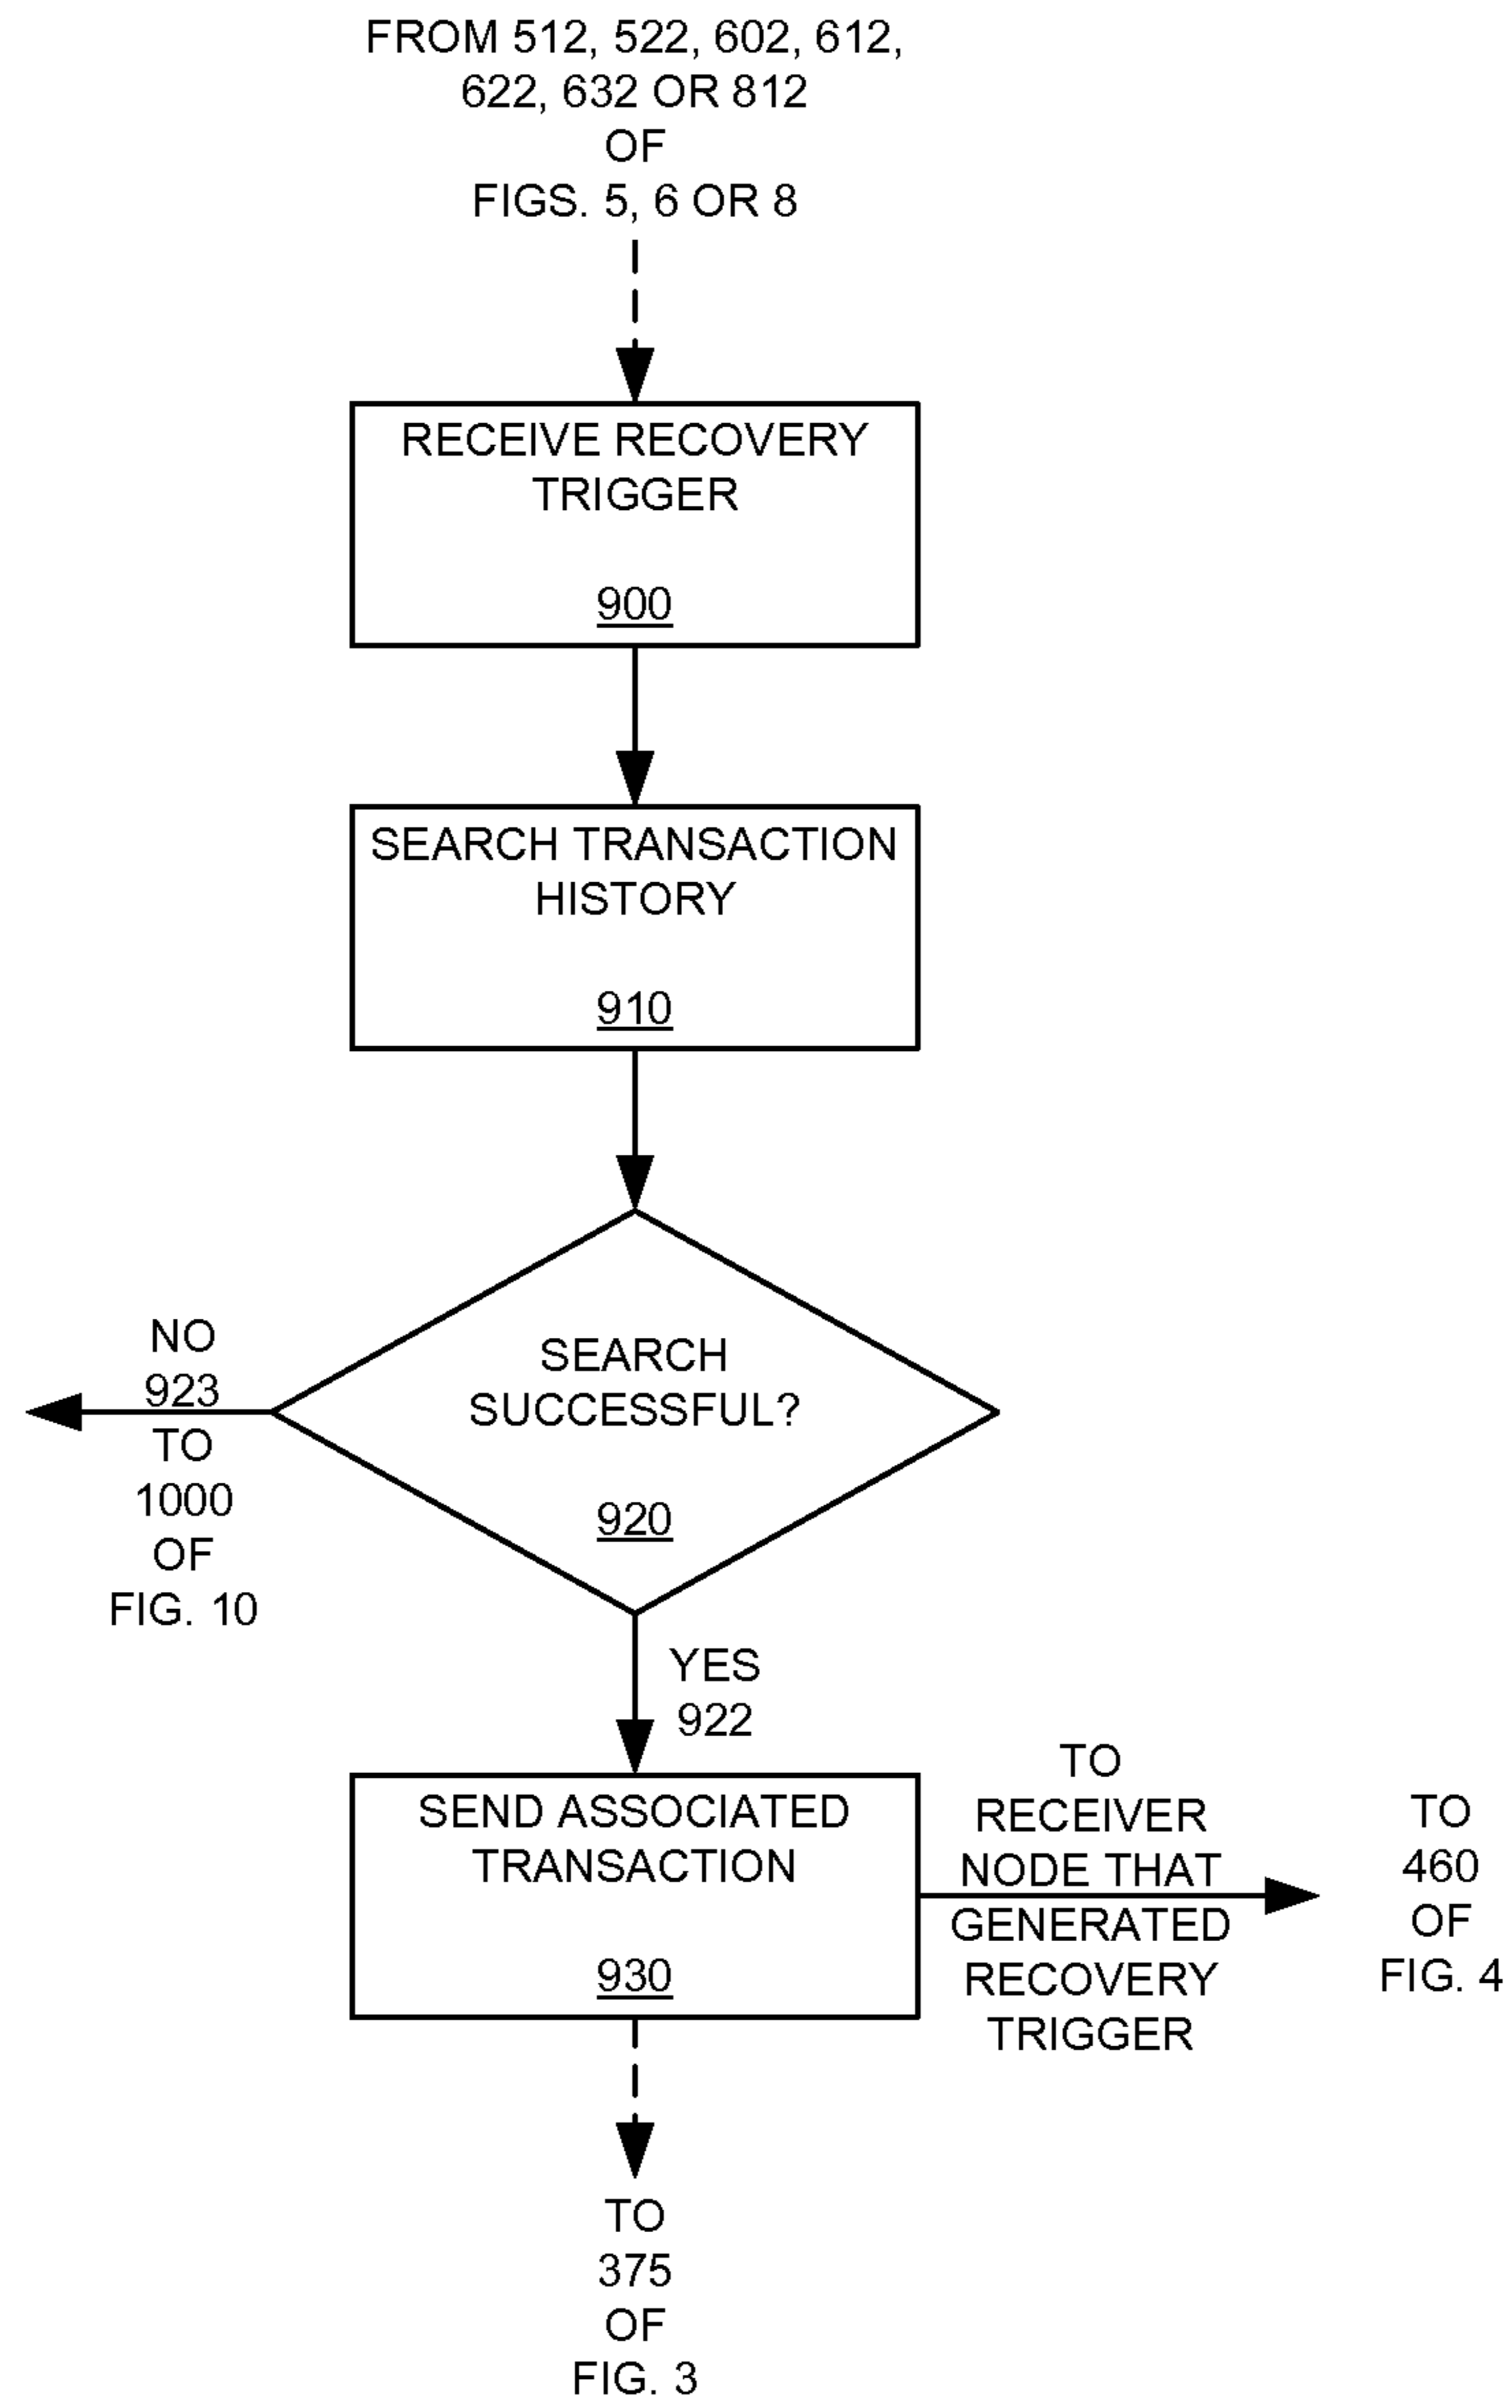 FROM 512, 522, 602, 612,
622, 632 OR 812
OF
FIGS. 5, 6 OR 8
RECEIVE RECOVERY
TRIGGER
900
SEARCH TRANSACTION
HISTORY
910
SEARCH
SUCCESSFUL?
920
NO
923
TO
1000
OF
FIG. 10
YES
922
SEND ASSOCIATED
TRANSACTION
930
TO
RECEIVER
NODE THAT
GENERATED
RECOVERY
TRIGGER
TO
460
OF
FIG. 4
TO
375
OF
FIG. 3